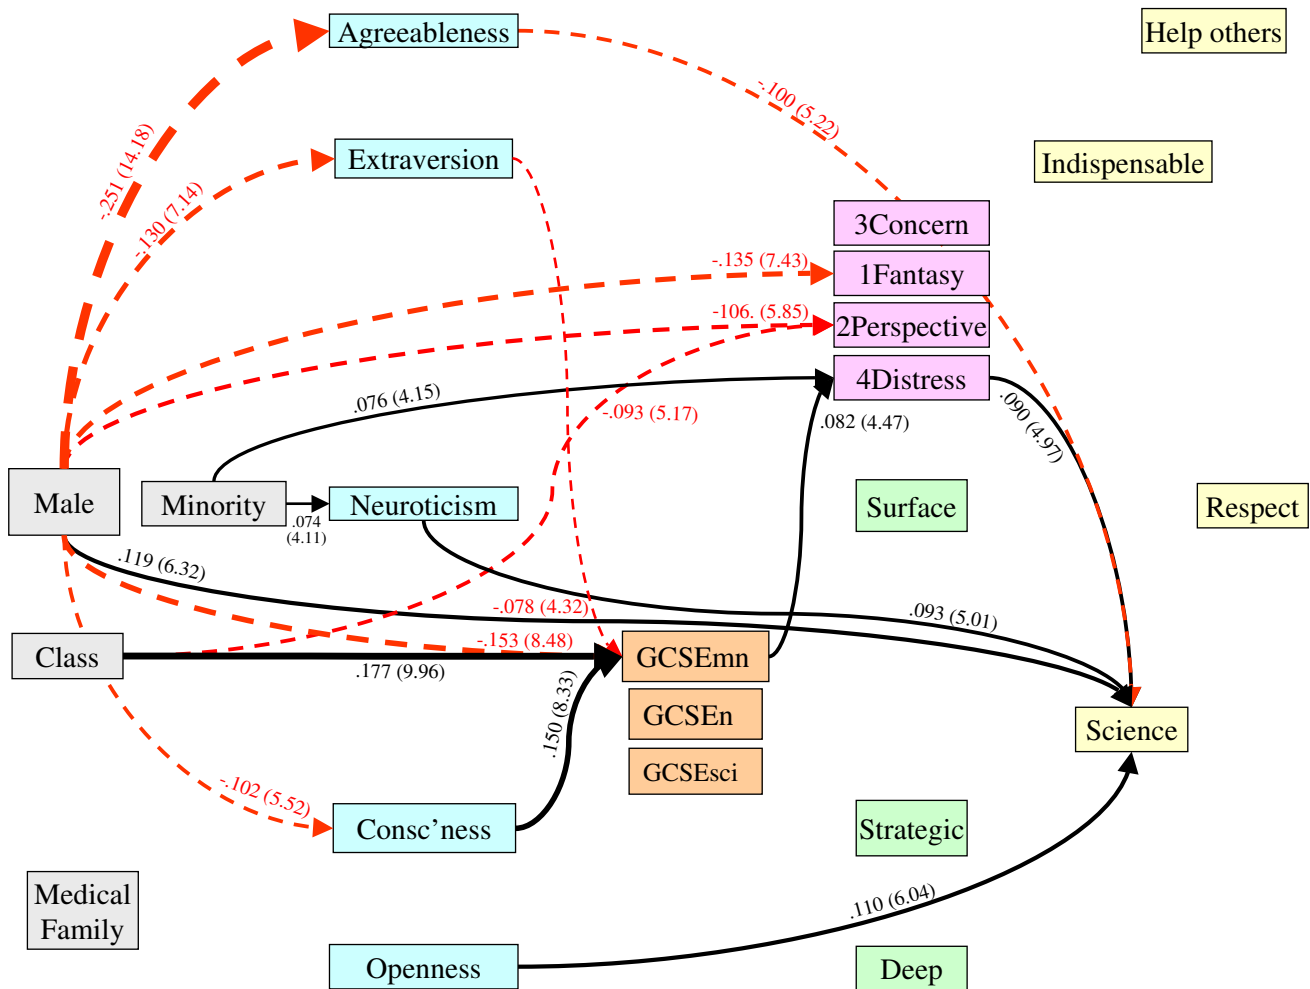 Agreeableness
Help others
-.100 (5.22)
-.251 (14.18)
Extraversion
Indispensable
-.130 (7.14)
3Concern
-.135 (7.43)
1Fantasy
-106. (5.85)
2Perspective
4Distress
.076 (4.15)
-.093 (5.17)
.082 (4.47)
.090 (4.97)
Male
Minority
Neuroticism
Surface
Respect
.074
(4.11)
.119 (6.32)
-.078 (4.32)
.093 (5.01)
-.153 (8.48)
Class
.177 (9.96)
GCSEmn
.150 (8.33)
GCSEn
Science
GCSEsci
-.102 (5.52)
Consc’ness
Strategic
Medical
Family
.110 (6.04)
Openness
Deep